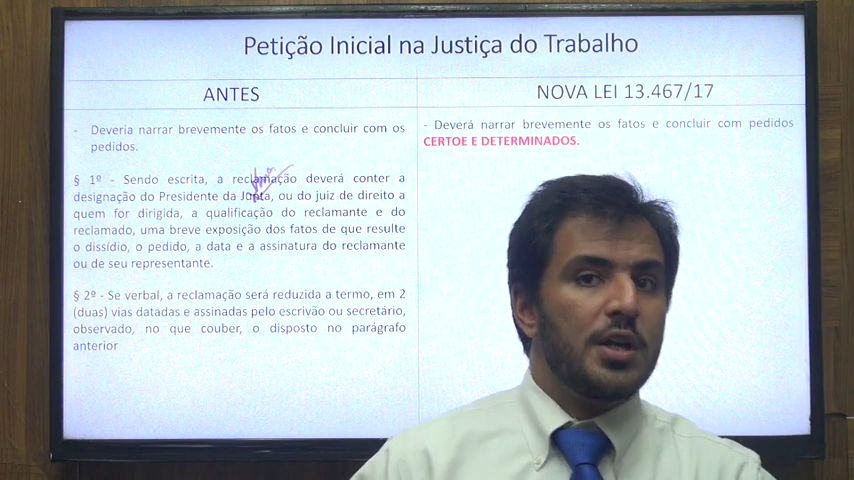 Petição Inicial na Justiça do Trabalho
ANTES
- Deveria narrar brevemente os fatos e concluir com os
pedidos.
§ 1º - Sendo escrita, a reclamação deverá conter a
designação do Presidente da Junta, ou do juiz de direito a
quem for dirigida, a qualificação do reclamante e do
reclamado, uma breve exposição dos fatos de que resulte
o dissídio, o pedido, a data e a assinatura do reclamante
ou de seu representante.
§ 2º - Se verbal, a reclamação será reduzida a termo, em 2
(duas) vias datadas e assinadas pelo escrivão ou secretário,
observado, no que couber, o disposto no parágrafo
anterior
NOVA LEI 13.467/17
- Deverá narrar brevemente os fatos e concluir com pedidos
CERTOE E DETERMINADOS.